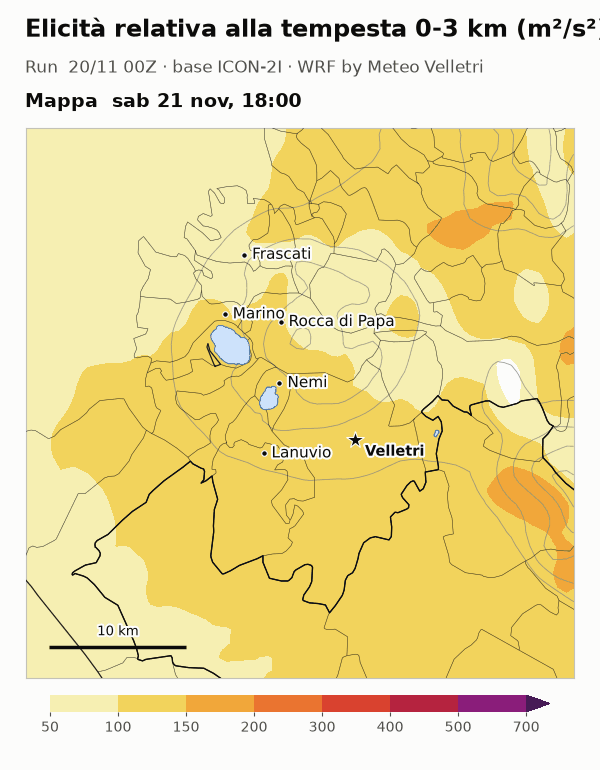 Elicità relativa alla tempesta 0-3 km (m²/s²)
Run  20/11 00Z · base ICON-2I · WRF by Meteo Velletri
Mappa  sab 21 nov, 18:00
Frascati
Marino
Rocca di Papa
Nemi
Velletri
Lanuvio
10 km
50 100 150 200 300 400 500 700